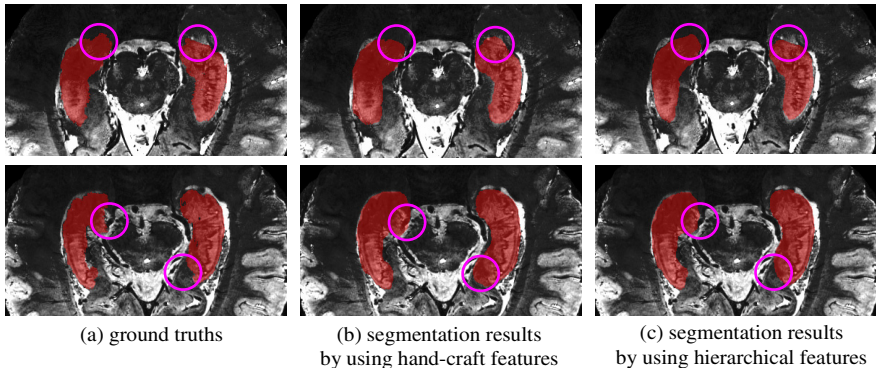 (a) ground truths
(b) segmentation results
by using hand-craft features
(c) segmentation results
by using hierarchical features